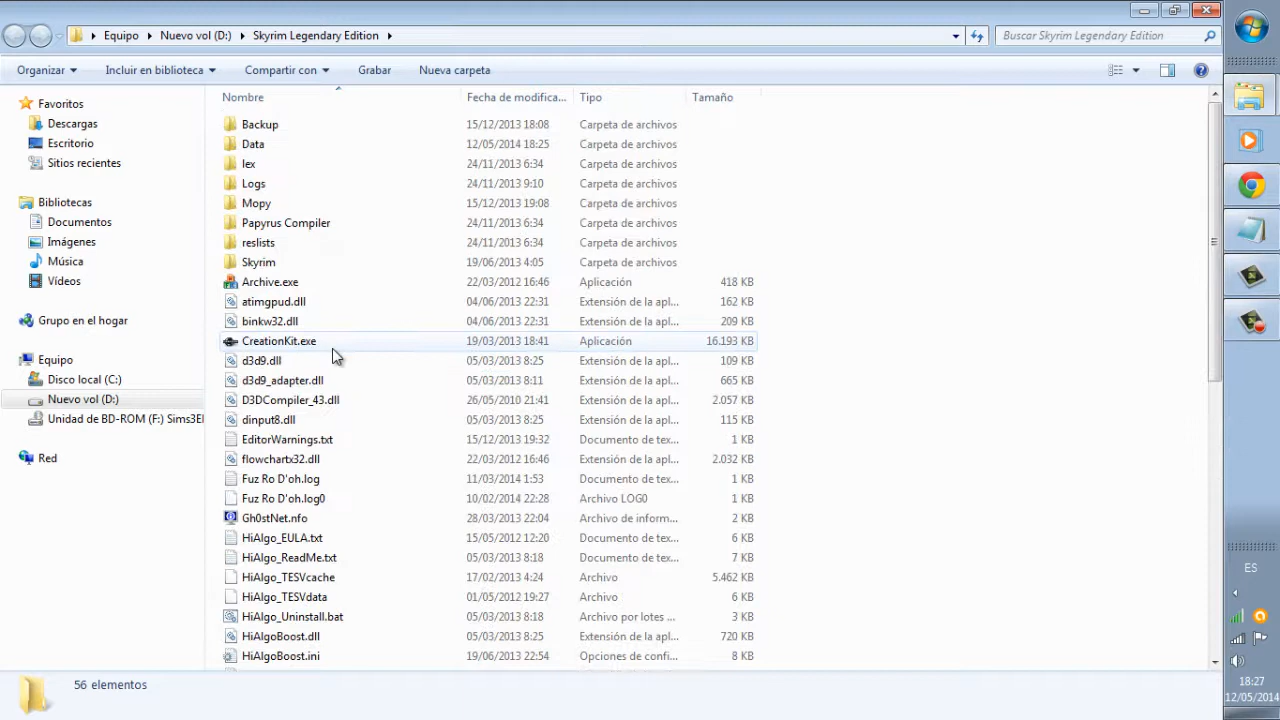 Equipo Nuevo vol (D:) Skyrim Legendary Edition Buscar Skyrim Legendary Edition
Organizar Incluir en biblioteca Compartir con Grabar Nueva carpeta
Favoritos
Descargas
Escritorio
Sitios recientes
Bibliotecas
Documentos
Imágenes
Música
Vídeos
Grupo en el hogar
Equipo
Disco local (C:)
Nuevo vol (D:)
Unidad de BD-ROM (F:) Sims3E
Red
Nombre Fecha de modifica... Tipo Tamaño
Backup 15/12/2013 18:08 Carpeta de archivos
Data 12/05/2014 18:25 Carpeta de archivos
lex 24/11/2013 6:34 Carpeta de archivos
Logs 24/11/2013 9:10 Carpeta de archivos
Mopy 15/12/2013 19:08 Carpeta de archivos
Papyrus Compiler 24/11/2013 6:34 Carpeta de archivos
reslists 24/11/2013 6:34 Carpeta de archivos
Skyrim 19/06/2013 4:05 Carpeta de archivos
Archive.exe 22/03/2012 16:46 Aplicación 418 KB
atimgpud.dll 04/06/2013 22:31 Extensión de la apl... 162 KB
binkw32.dll 04/06/2013 22:31 Extensión de la apl... 209 KB
CreationKit.exe 19/03/2013 18:41 Aplicación 16.193 KB
d3d9.dll 05/03/2013 8:25 Extensión de la apl... 109 KB
d3d9_adapter.dll 05/03/2013 8:11 Extensión de la apl... 665 KB
D3DCompiler_43.dll 26/05/2010 21:41 Extensión de la apl... 2.057 KB
dinput8.dll 05/03/2013 8:25 Extensión de la apl... 115 KB
EditorWarnings.txt 15/12/2013 19:32 Documento de tex... 1 KB
flowchartx32.dll 22/03/2012 16:46 Extensión de la apl... 2.032 KB
Fuz Ro D'oh.log 11/03/2014 1:53 Documento de tex... 1 KB
Fuz Ro D'oh.log0 10/02/2014 22:28 Archivo LOG0 1 KB
Gh0stNet.nfo 28/03/2013 22:04 Archivo de inform... 2 KB
HiAlgo_EULA.txt 15/05/2012 12:20 Documento de tex... 6 KB
HiAlgo_ReadMe.txt 05/03/2013 8:18 Documento de tex... 7 KB
HiAlgo_TESVcache 17/02/2013 4:24 Archivo 5.462 KB
HiAlgo_TESVdata 01/05/2012 19:27 Archivo 6 KB
HiAlgo_Uninstall.bat 05/03/2013 8:18 Archivo por lotes ... 3 KB
HiAlgoBoost.dll 05/03/2013 8:25 Extensión de la apl... 720 KB
HiAlgoBoost.ini 19/06/2013 22:54 Opciones de confi... 8 KB
56 elementos
ES
18:27
12/05/2014